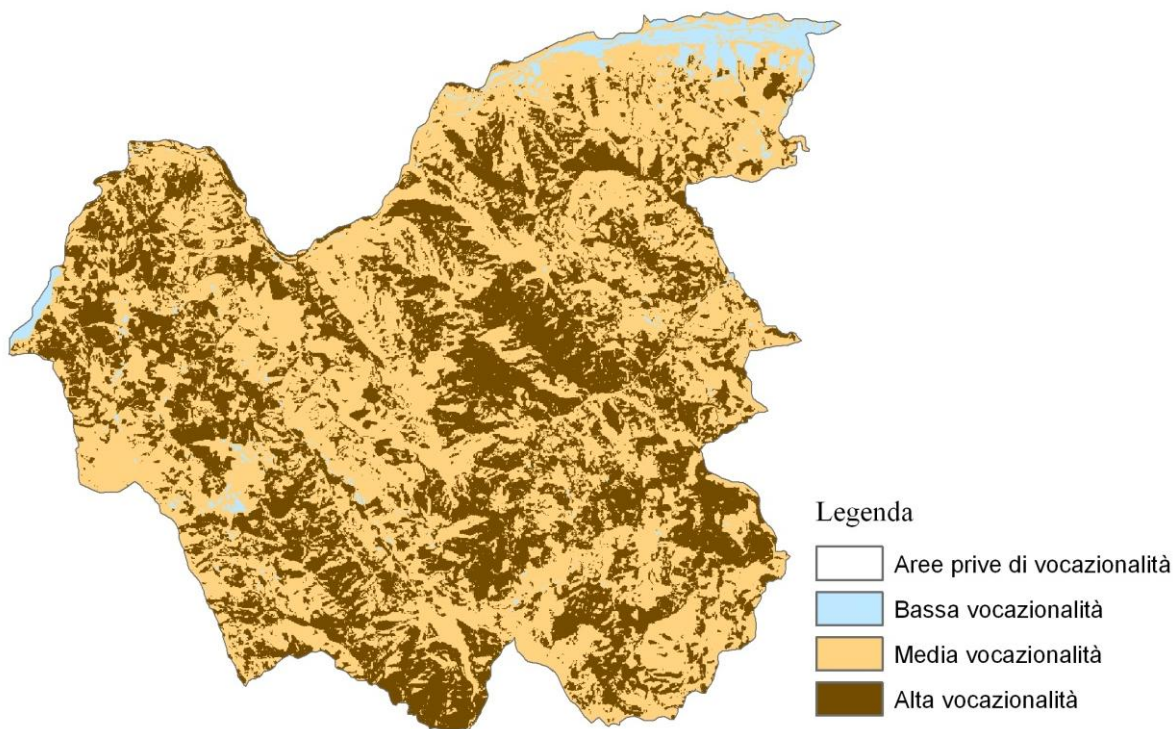 Legenda
Aree prive di vocazionalità
Bassa vocazionalità
Media vocazionalità
Alta vocazionalità